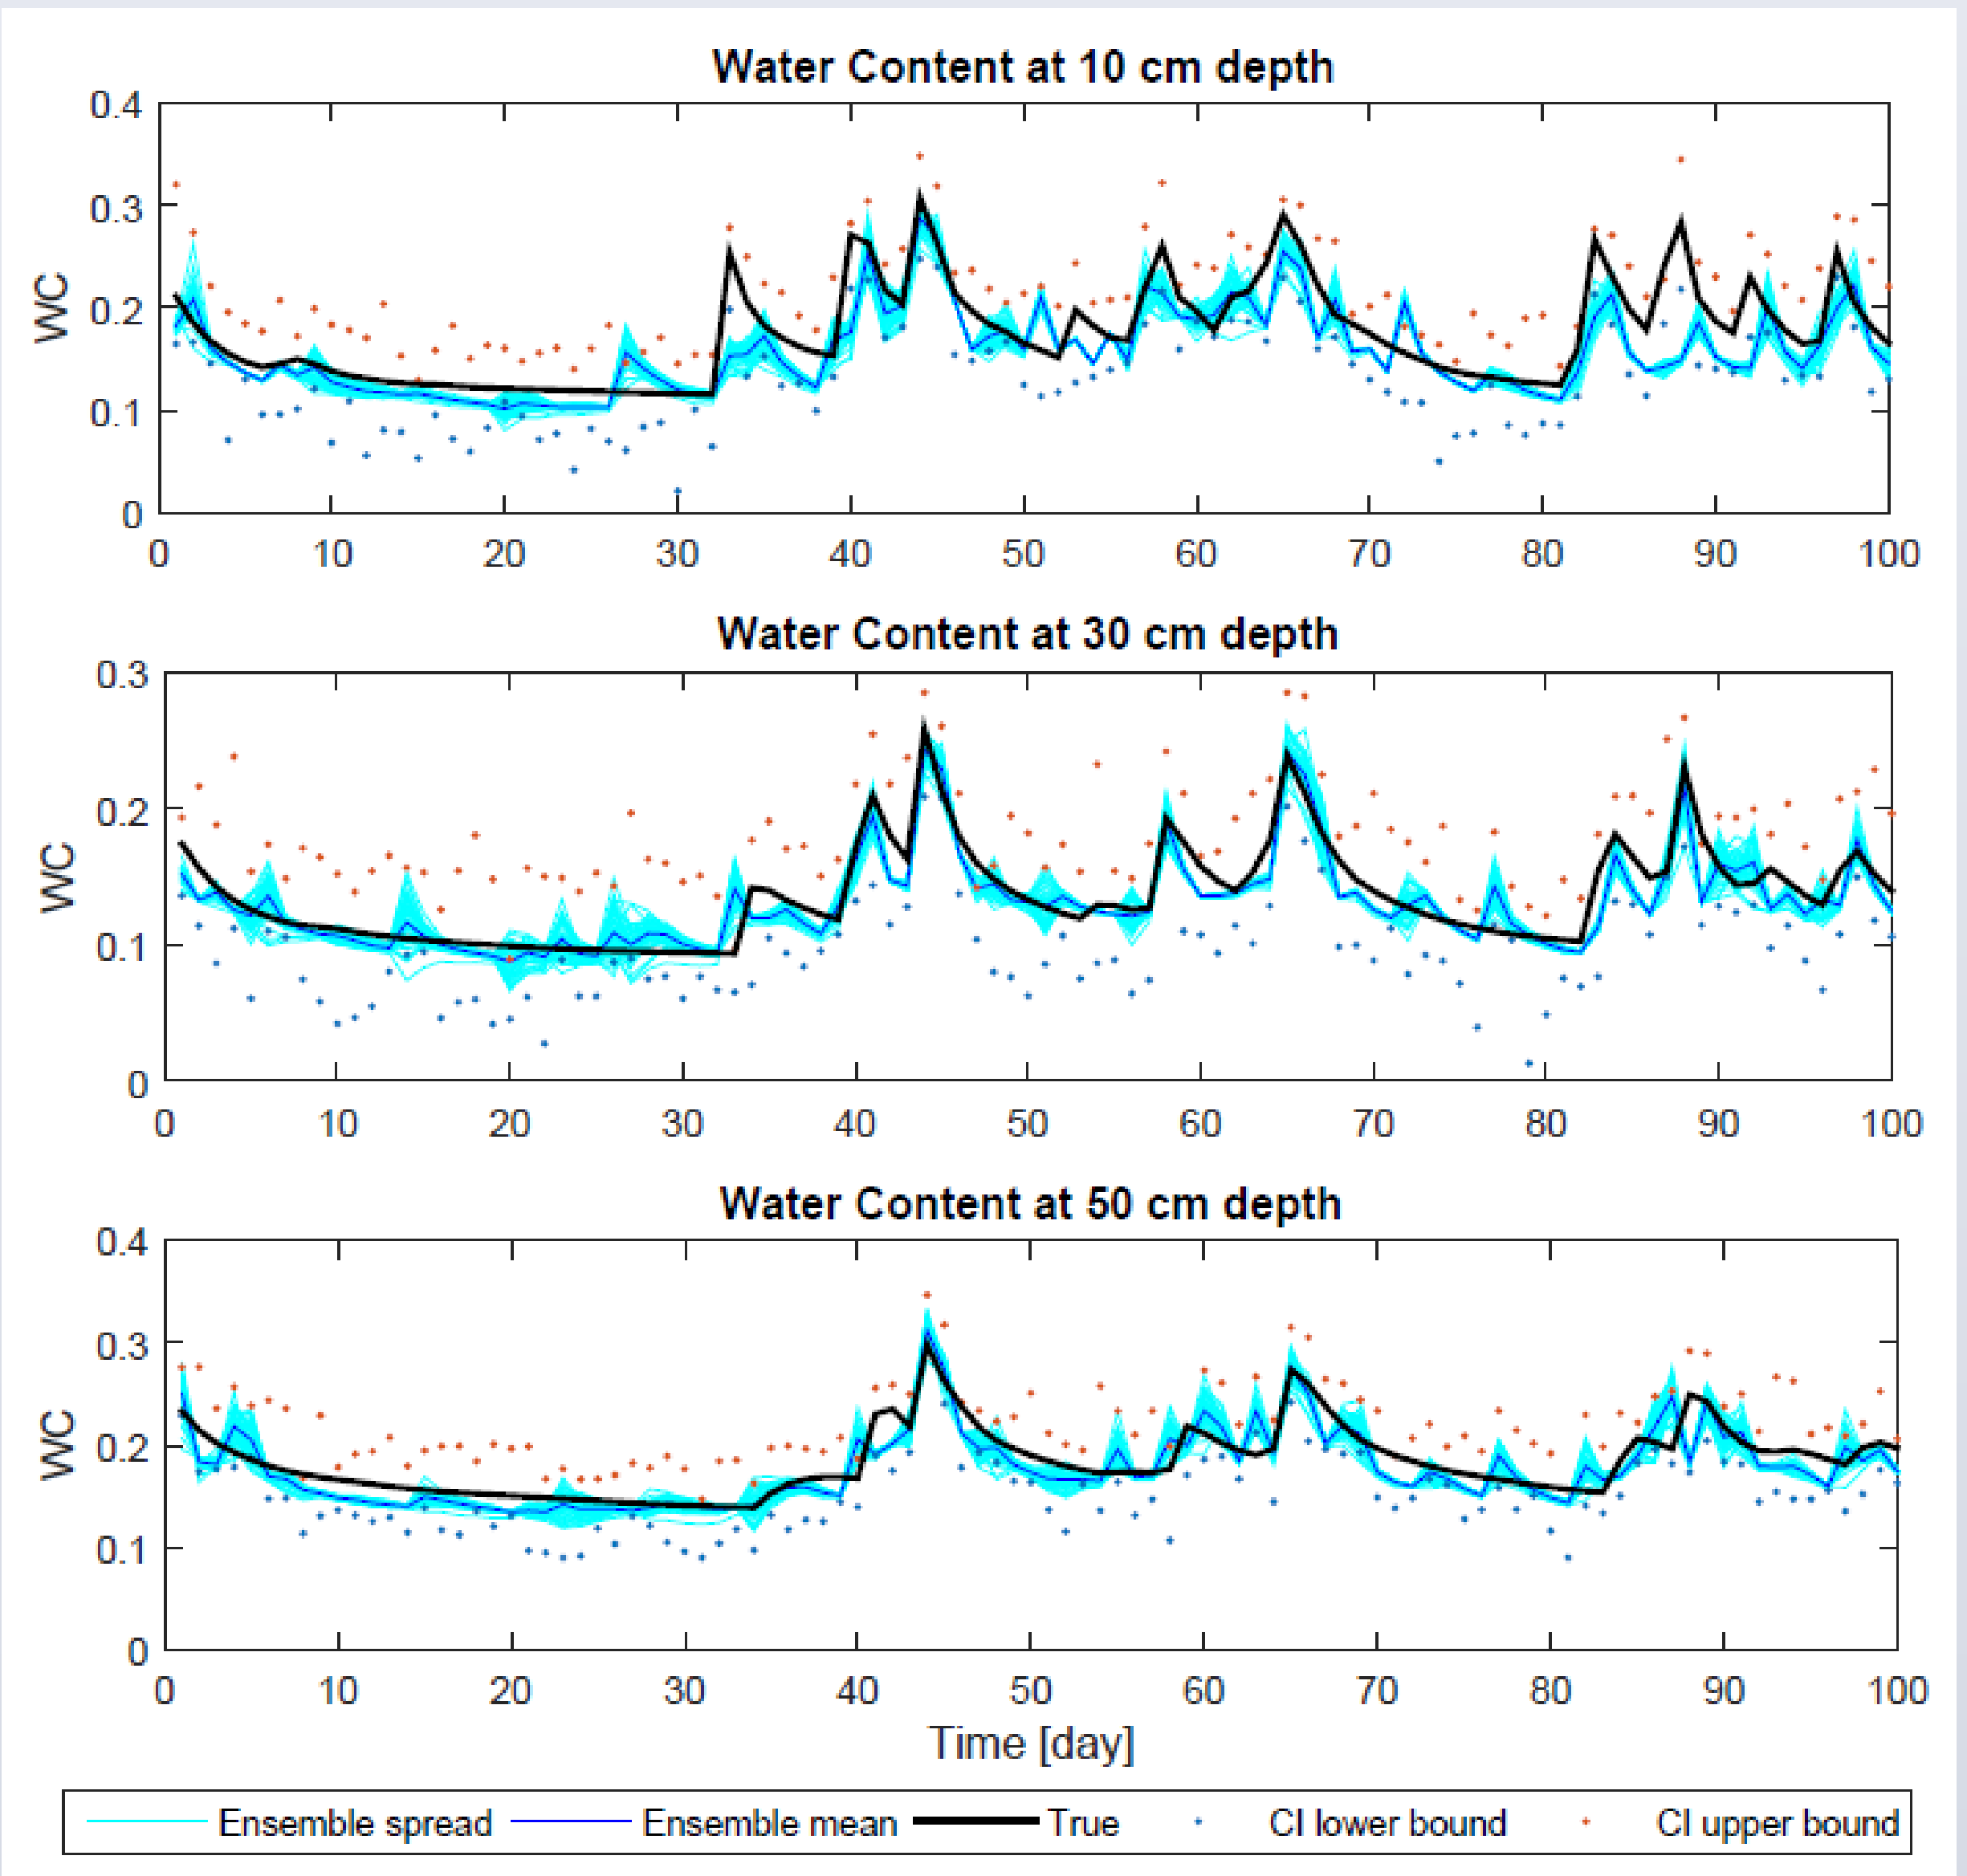 Water Content at 10 cm depth
0.4
0.3
0.2
0.1
0
WC
0 10 20 30 40 50 60 70 80 90 100
Water Content at 30 cm depth
0.3
0.2
0.1
0
WC
0 10 20 30 40 50 60 70 80 90 100
Water Content at 50 cm depth
0.4
0.3
0.2
0.1
0
WC
0 10 20 30 40 50 60 70 80 90 100
Time [day]
Ensemble spread Ensemble mean True CI lower bound CI upper bound